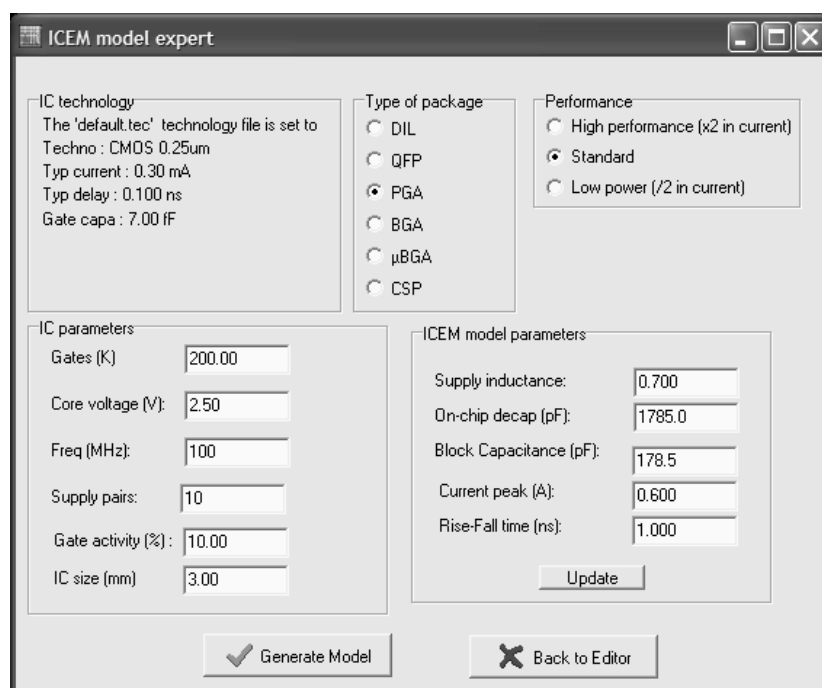 ICEM model expert
IC technology
The 'default.tec' technology file is set to
Techno : CMOS 0.25um
Typ current : 0.30 mA
Typ delay : 0.100 ns
Gate capa : 7.00 fF
Type of package
DIL
QFP
PGA
BGA
µBGA
CSP
Performance
High performance (x2 in current)
Standard
Low power (/2 in current)
IC parameters
Gates (K) 200.00
Core voltage (V): 2.50
Freq (MHz): 100
Supply pairs: 10
Gate activity (%) : 10.00
IC size (mm) 3.00
ICEM model parameters
Supply inductance: 0.700
On-chip decap (pF): 1785.0
Block Capacitance (pF): 178.5
Current peak (A): 0.600
Rise-Fall time (ns): 1.000
Update
Generate Model
Back to Editor